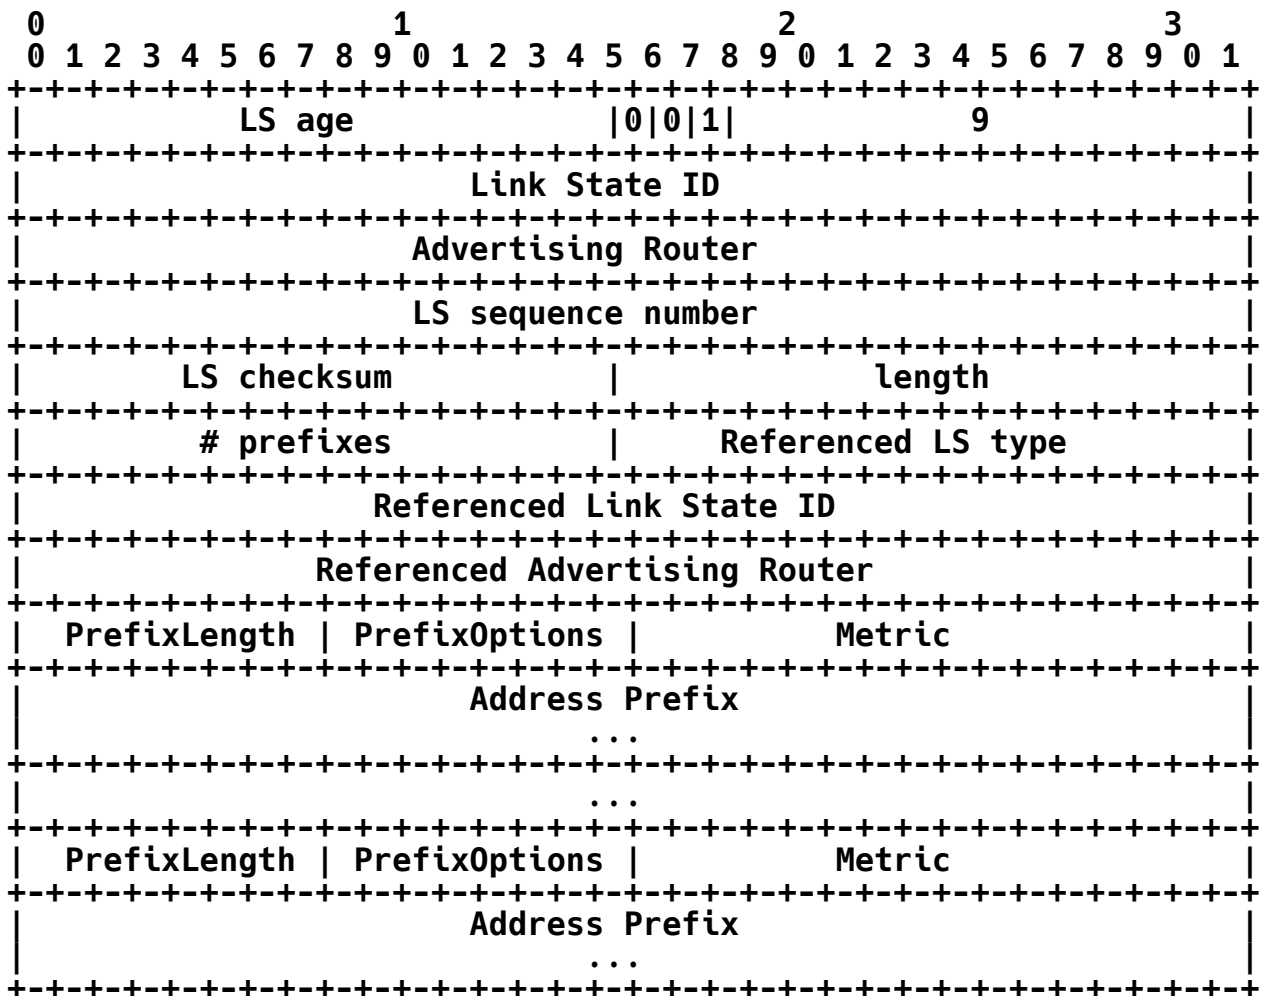 0                   1                   2                   3
 0 1 2 3 4 5 6 7 8 9 0 1 2 3 4 5 6 7 8 9 0 1 2 3 4 5 6 7 8 9 0 1
+-+-+-+-+-+-+-+-+-+-+-+-+-+-+-+-+-+-+-+-+-+-+-+-+-+-+-+-+-+-+-+-+
|           LS age             |0|0|1|            9             |
+-+-+-+-+-+-+-+-+-+-+-+-+-+-+-+-+-+-+-+-+-+-+-+-+-+-+-+-+-+-+-+-+
|                       Link State ID                           |
+-+-+-+-+-+-+-+-+-+-+-+-+-+-+-+-+-+-+-+-+-+-+-+-+-+-+-+-+-+-+-+-+
|                    Advertising Router                         |
+-+-+-+-+-+-+-+-+-+-+-+-+-+-+-+-+-+-+-+-+-+-+-+-+-+-+-+-+-+-+-+-+
|                    LS sequence number                         |
+-+-+-+-+-+-+-+-+-+-+-+-+-+-+-+-+-+-+-+-+-+-+-+-+-+-+-+-+-+-+-+-+
|        LS checksum           |             length             |
+-+-+-+-+-+-+-+-+-+-+-+-+-+-+-+-+-+-+-+-+-+-+-+-+-+-+-+-+-+-+-+-+
|         # prefixes           |     Referenced LS type         |
+-+-+-+-+-+-+-+-+-+-+-+-+-+-+-+-+-+-+-+-+-+-+-+-+-+-+-+-+-+-+-+-+
|                  Referenced Link State ID                     |
+-+-+-+-+-+-+-+-+-+-+-+-+-+-+-+-+-+-+-+-+-+-+-+-+-+-+-+-+-+-+-+-+
|               Referenced Advertising Router                   |
+-+-+-+-+-+-+-+-+-+-+-+-+-+-+-+-+-+-+-+-+-+-+-+-+-+-+-+-+-+-+-+-+
|  PrefixLength | PrefixOptions |          Metric               |
+-+-+-+-+-+-+-+-+-+-+-+-+-+-+-+-+-+-+-+-+-+-+-+-+-+-+-+-+-+-+-+-+
|                       Address Prefix                          |
|                             ...                               |
+-+-+-+-+-+-+-+-+-+-+-+-+-+-+-+-+-+-+-+-+-+-+-+-+-+-+-+-+-+-+-+-+
|                             ...                               |
+-+-+-+-+-+-+-+-+-+-+-+-+-+-+-+-+-+-+-+-+-+-+-+-+-+-+-+-+-+-+-+-+
|  PrefixLength | PrefixOptions |          Metric               |
+-+-+-+-+-+-+-+-+-+-+-+-+-+-+-+-+-+-+-+-+-+-+-+-+-+-+-+-+-+-+-+-+
|                       Address Prefix                          |
|                             ...                               |
+-+-+-+-+-+-+-+-+-+-+-+-+-+-+-+-+-+-+-+-+-+-+-+-+-+-+-+-+-+-+-+-+